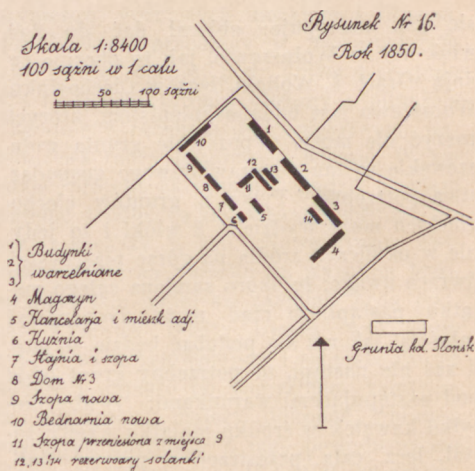 Skala 1:8400
100 sążni w 1 calu
0 50 100 sążni
Rysunek Nr 16.
Rok 1850.
1
2
3
4
5
6
7
8
9
10
11
12
13
14
1
2 } Budynki
3 warzelniane
4 Magazyn
5 Kancelarja i mieszk adj.
6 Kuźnia
7 Stajnia i szopa
8 Dom Nr 3
9 Szopa nowa
10 Bednarnia nowa
11 Szopa przeniesiona z miejsca 9
12, 13 i 14 rezerwoary solanki
Grunta kol. Słońsk